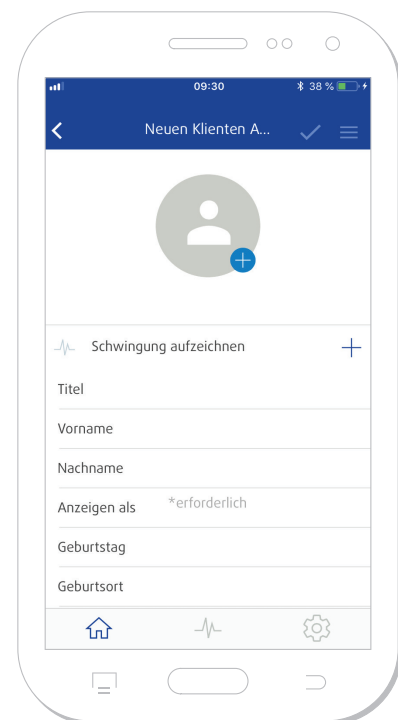 09:30 38 %
Neuen Klienten A...
Schwingung aufzeichnen
Titel
Vorname
Nachname
Anzeigen als *erforderlich
Geburtstag
Geburtsort